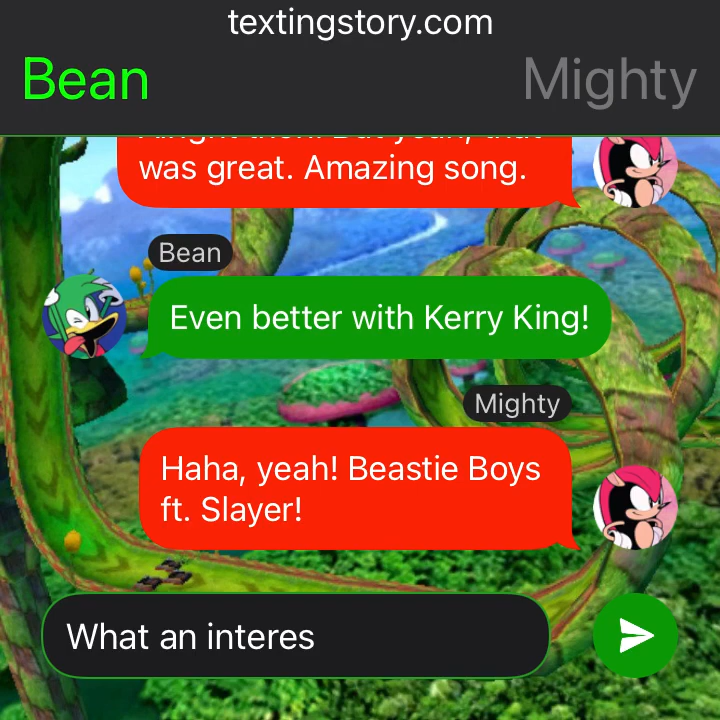 textingstory.com
Bean
Mighty
was great. Amazing song.
Bean
Even better with Kerry King!
Mighty
Haha, yeah! Beastie Boys
ft. Slayer!
What an interes